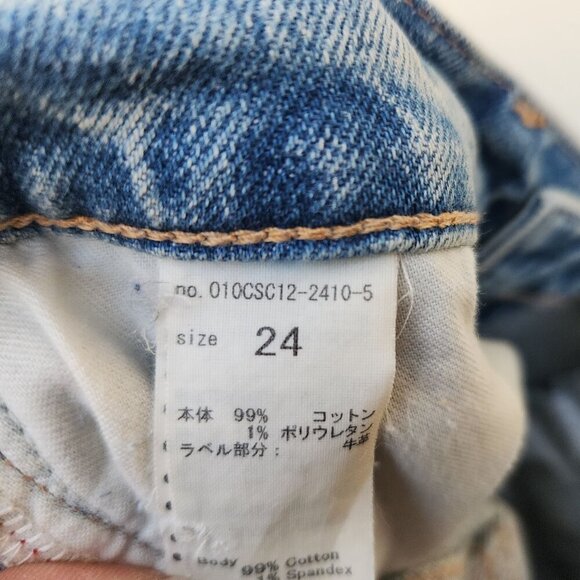 no. 010CSC12-2410-5
size 24
本体 99% コットン
1% ポリウレタン
ラベル部分: 牛革
Body 99% Cotton
1% Spandex